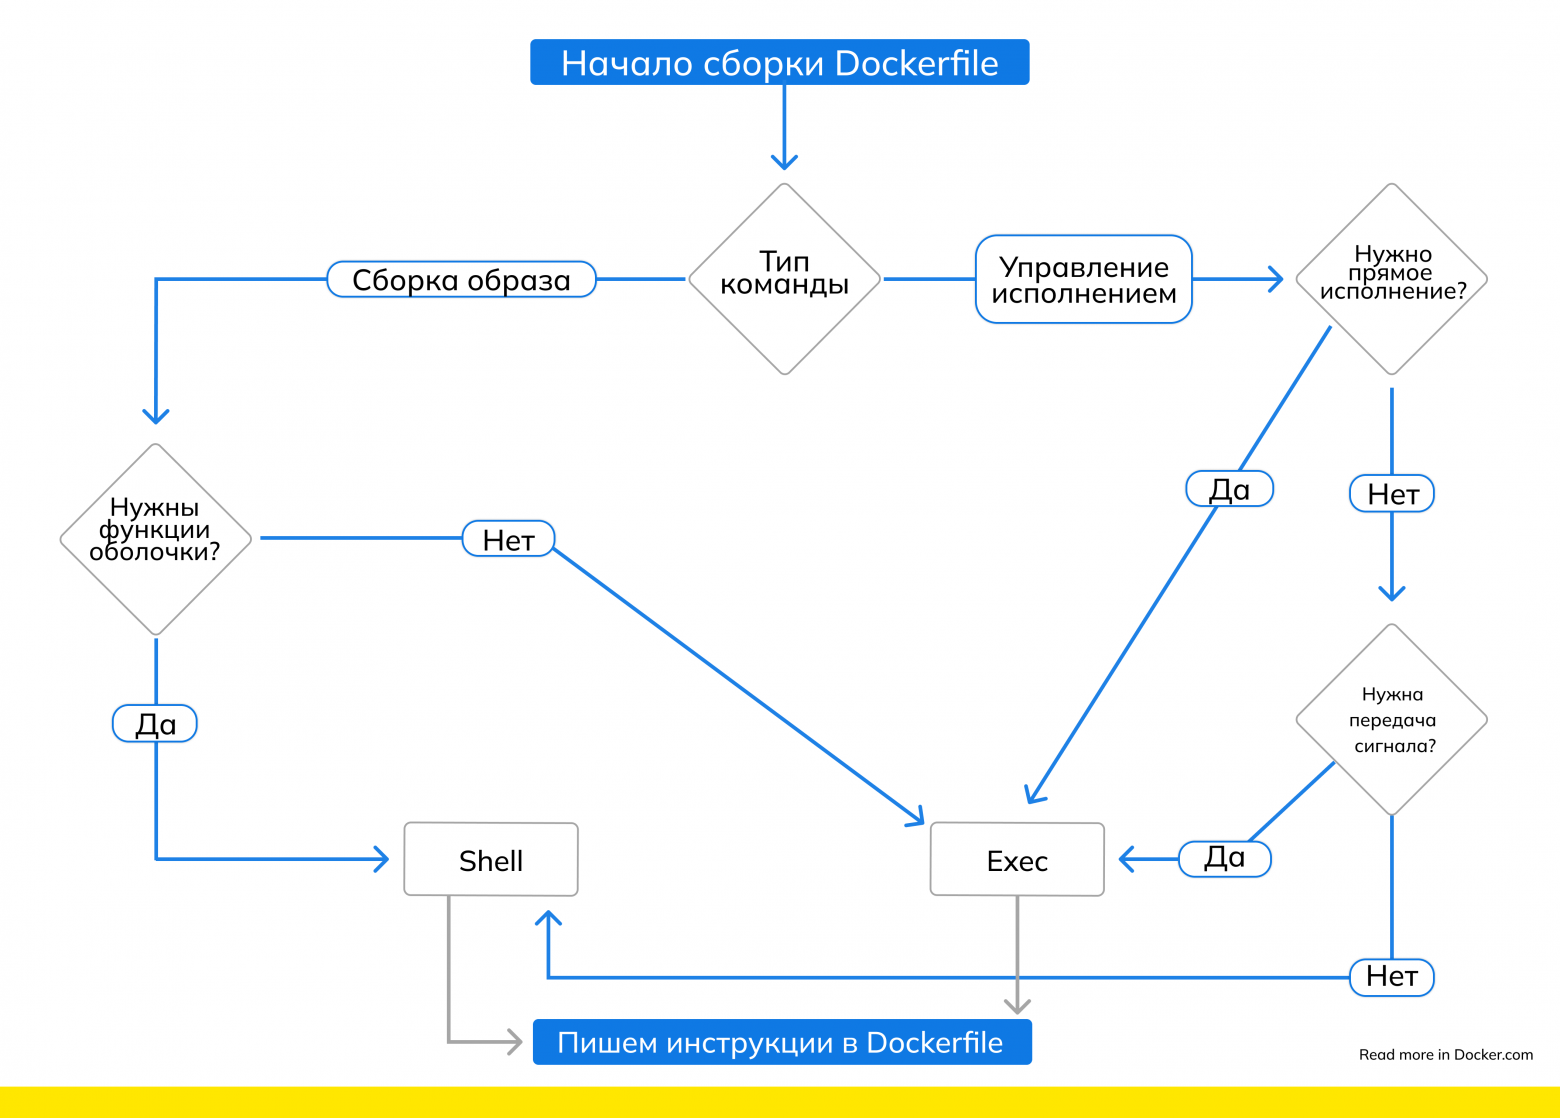 Начало сборки Dockerfile
Тип
команды
Сборка образа
Управление
исполнением
Нужно
прямое
исполнение?
Да
Нет
Нужны
функции
оболочки?
Нет
Да
Нужна
передача
сигнала?
Shell
Exec
Да
Нет
Пишем инструкции в Dockerfile
Read more in Docker.com